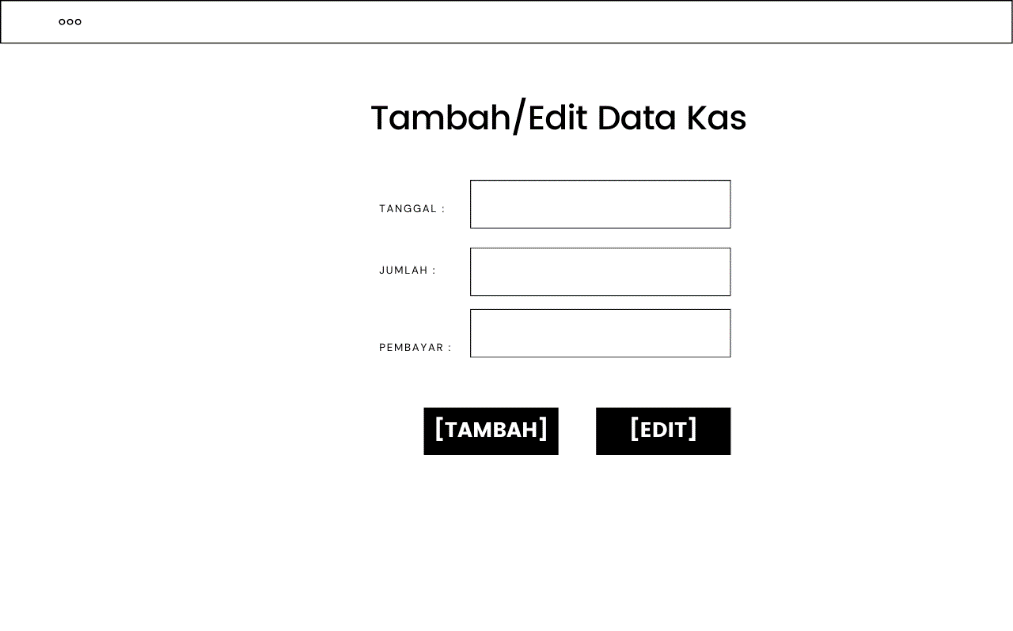 Tambah/Edit Data Kas
TANGGAL :
JUMLAH :
PEMBAYAR :
[TAMBAH] [EDIT]